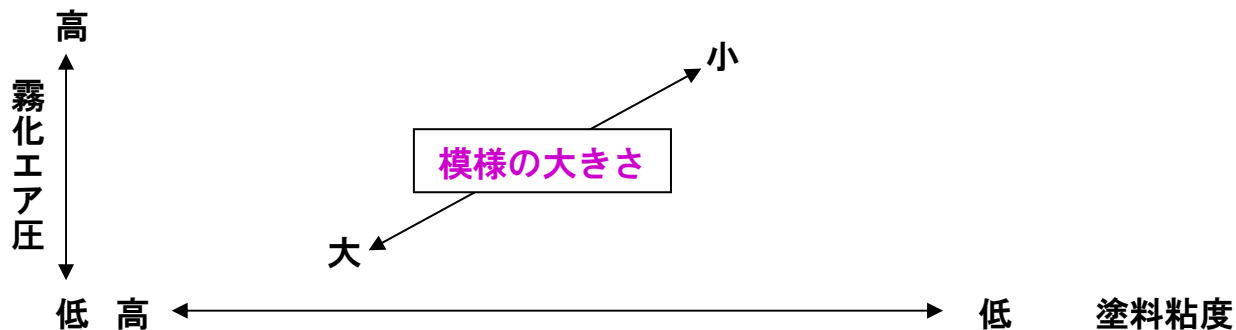 高
小
霧化エア圧
模様の大きさ
大
低 高 低 塗料粘度